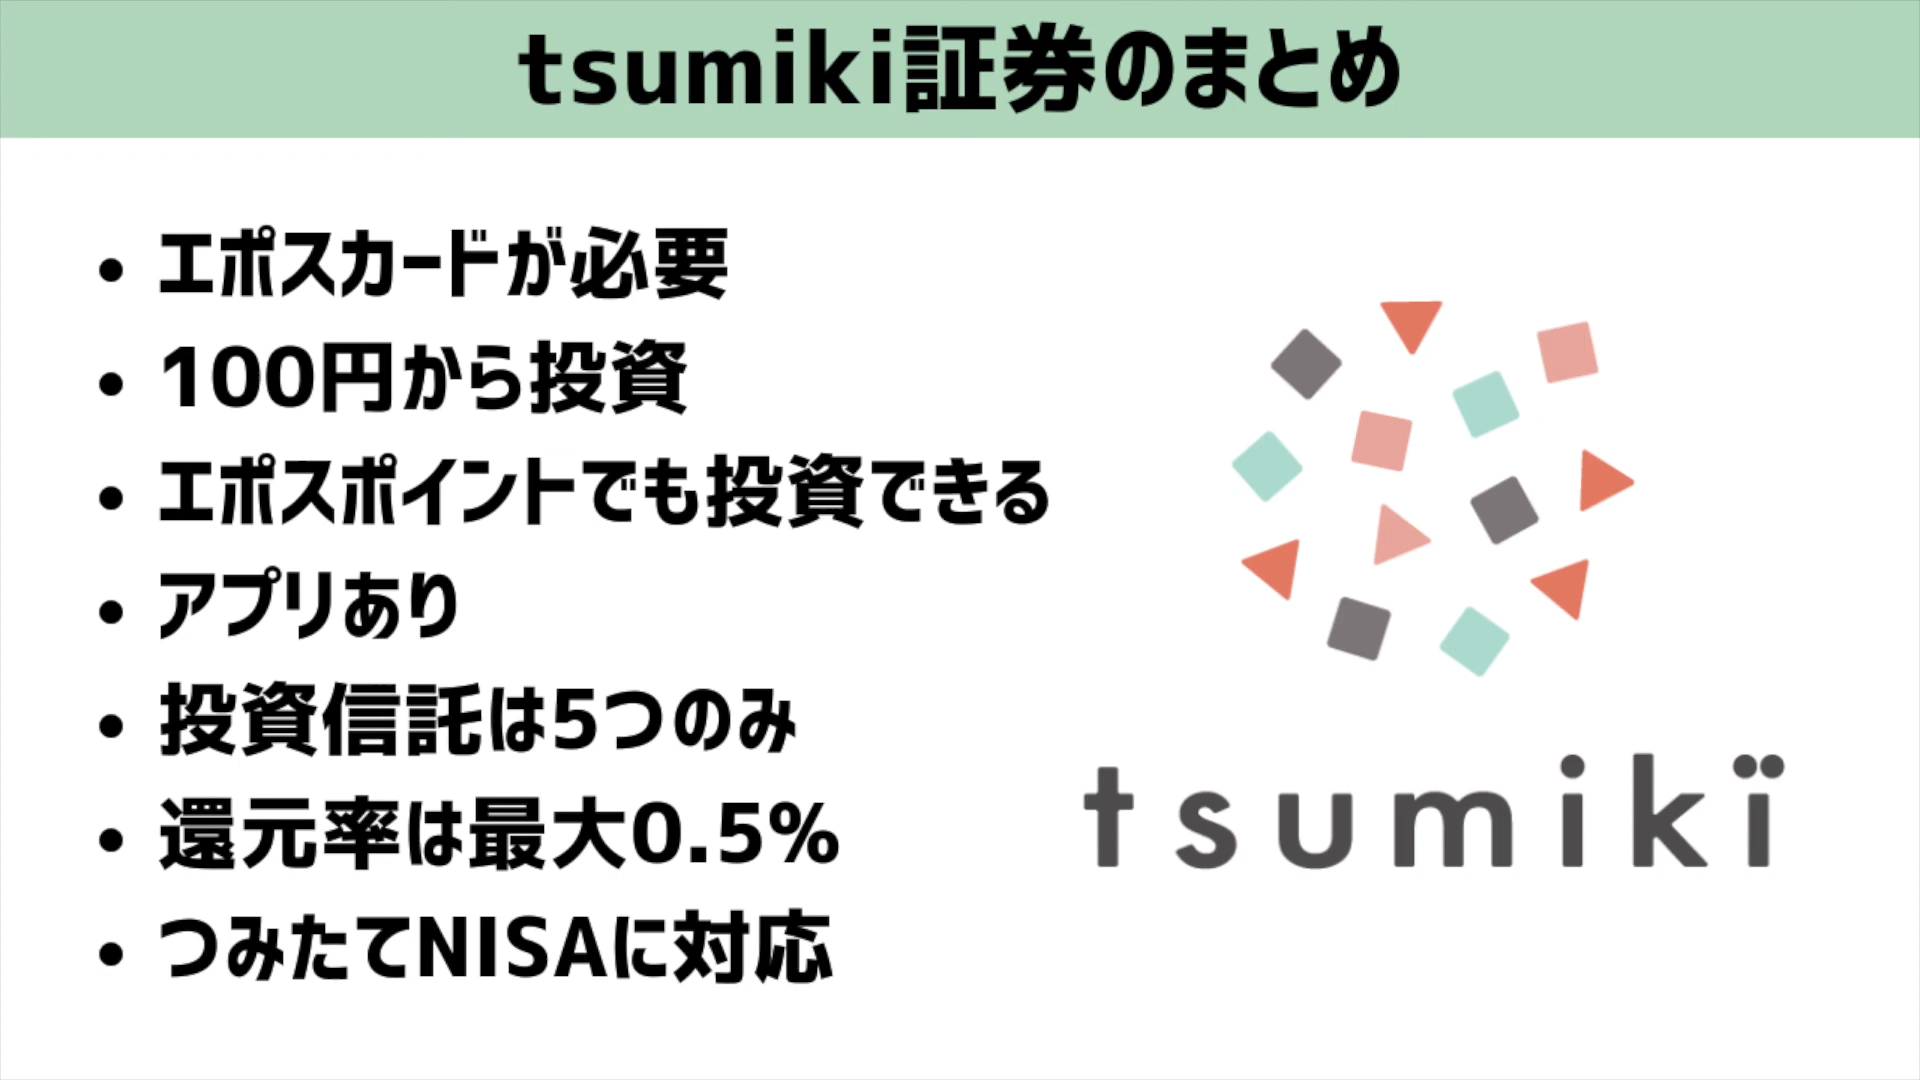 tsumiki証券のまとめ
• エポスカードが必要
• 100円から投資
• エポスポイントでも投資できる
• アプリあり
• 投資信託は5つのみ
• 還元率は最大0.5%
• つみたてNISAに対応
tsumikï